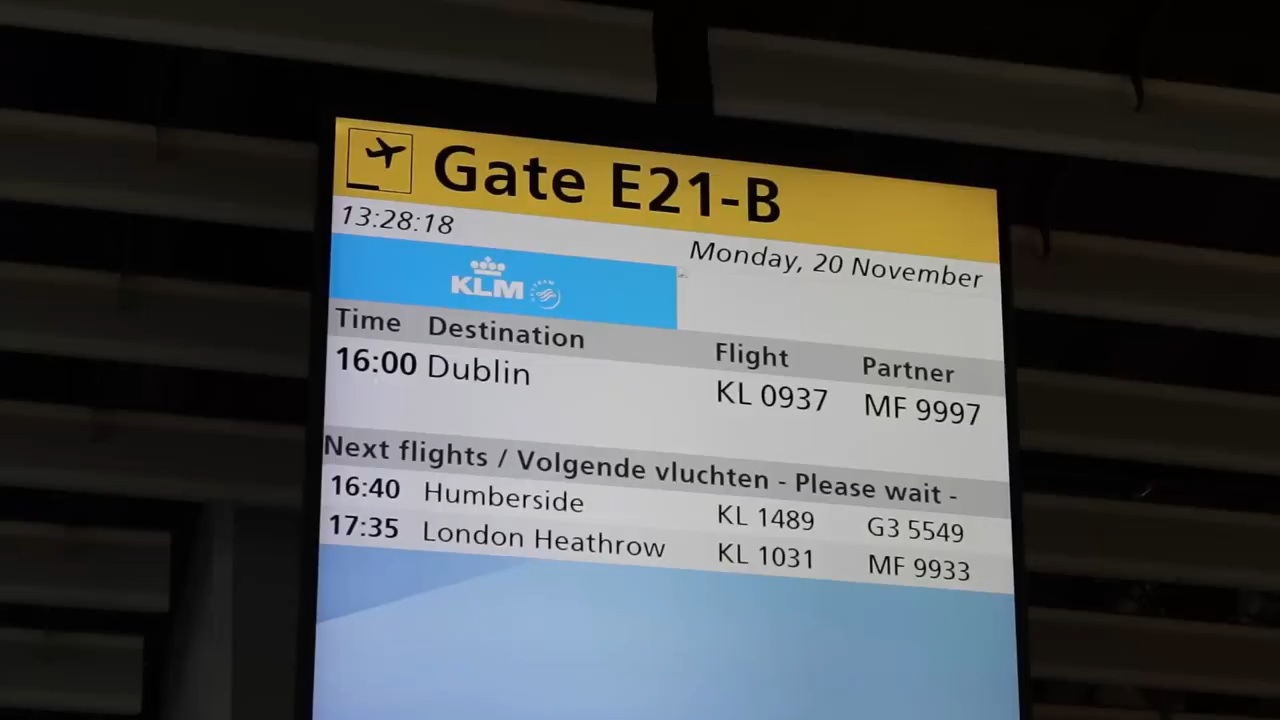 Gate E21-B
13:28:18
Monday, 20 November
KLM
Time Destination Flight Partner
16:00 Dublin KL 0937 MF 9997
Next flights / Volgende vluchten - Please wait -
16:40 Humberside KL 1489 G3 5549
17:35 London Heathrow KL 1031 MF 9933